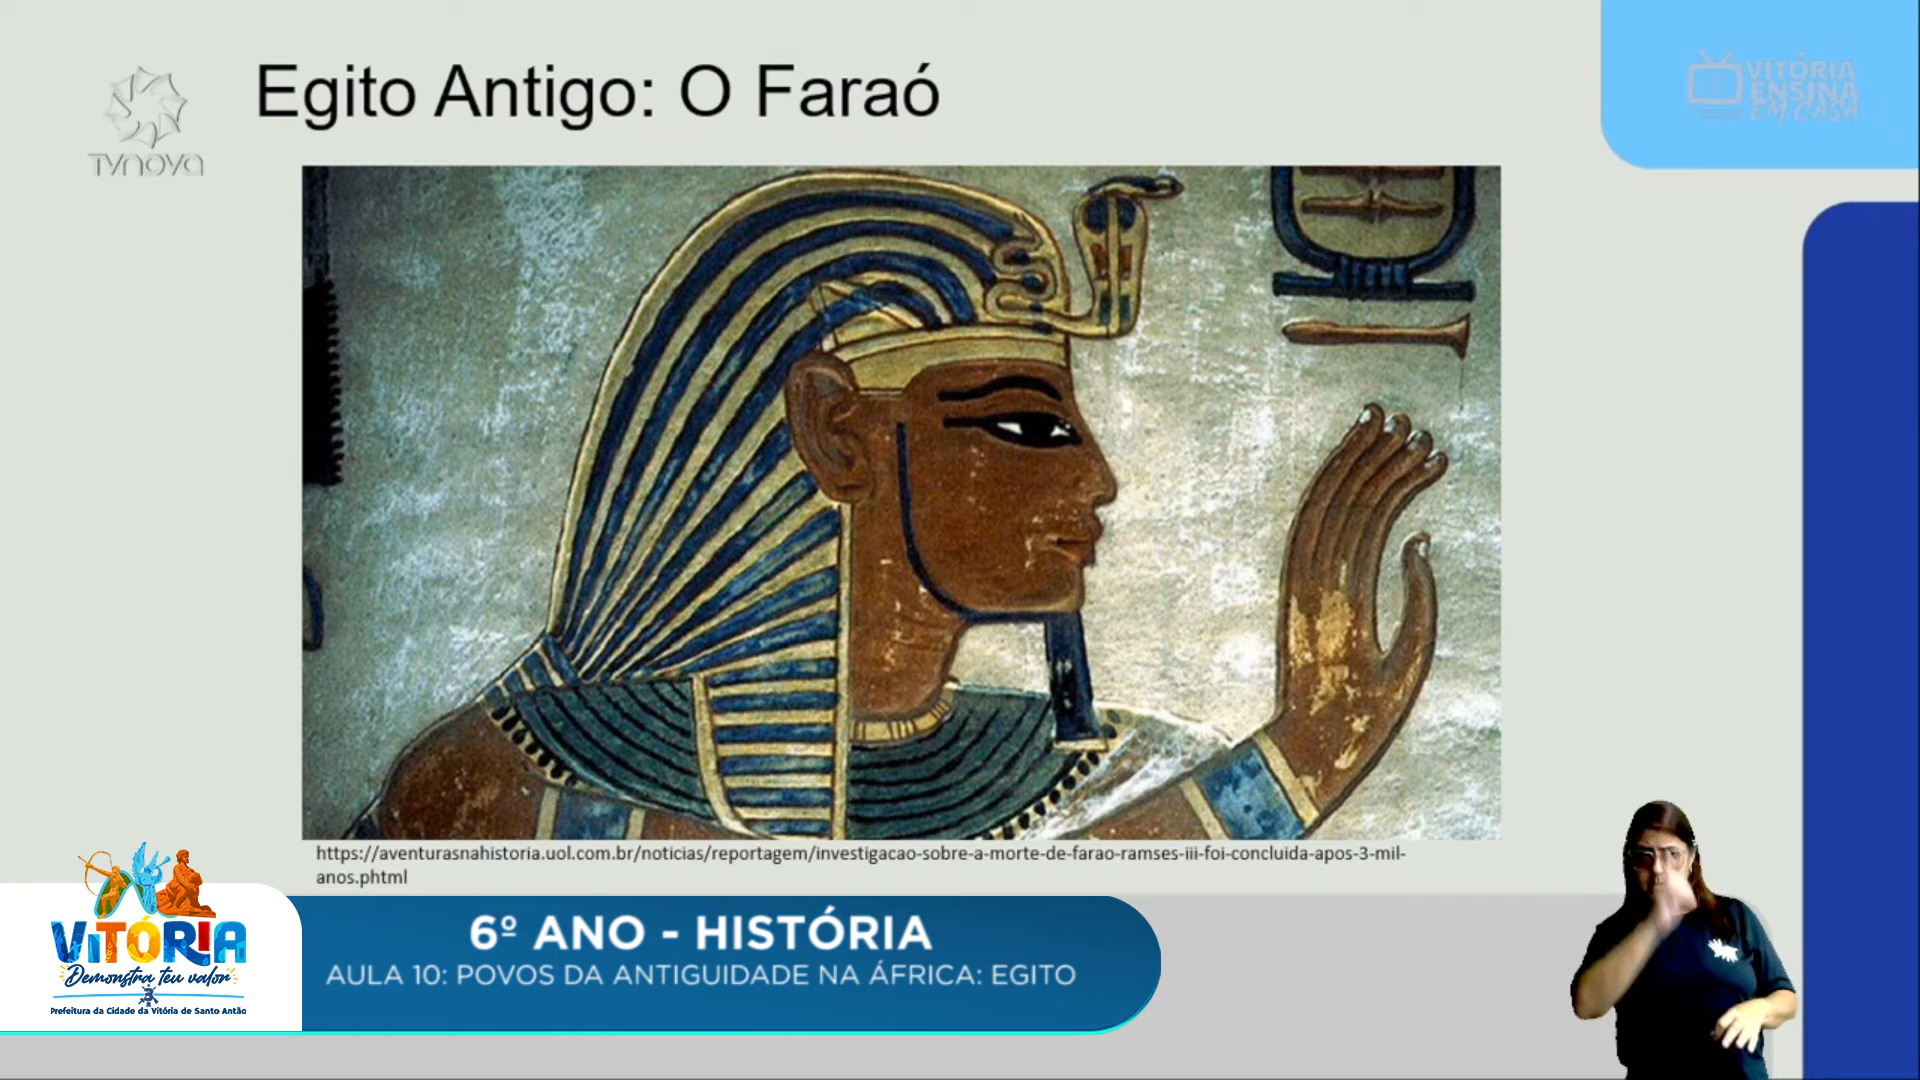 Egito Antigo: O Faraó
TVNOVA
VITÓRIA
ENSINA
EM CASA
https://aventurasnahistoria.uol.com.br/noticias/reportagem/investigacao-sobre-a-morte-de-farao-ramses-iii-foi-concluida-apos-3-mil-
anos.phtml
6º ANO - HISTÓRIA
AULA 10: POVOS DA ANTIGUIDADE NA ÁFRICA: EGITO
VITÓRIA
Demonstra teu valor
Prefeitura da Cidade da Vitória de Santo Antão